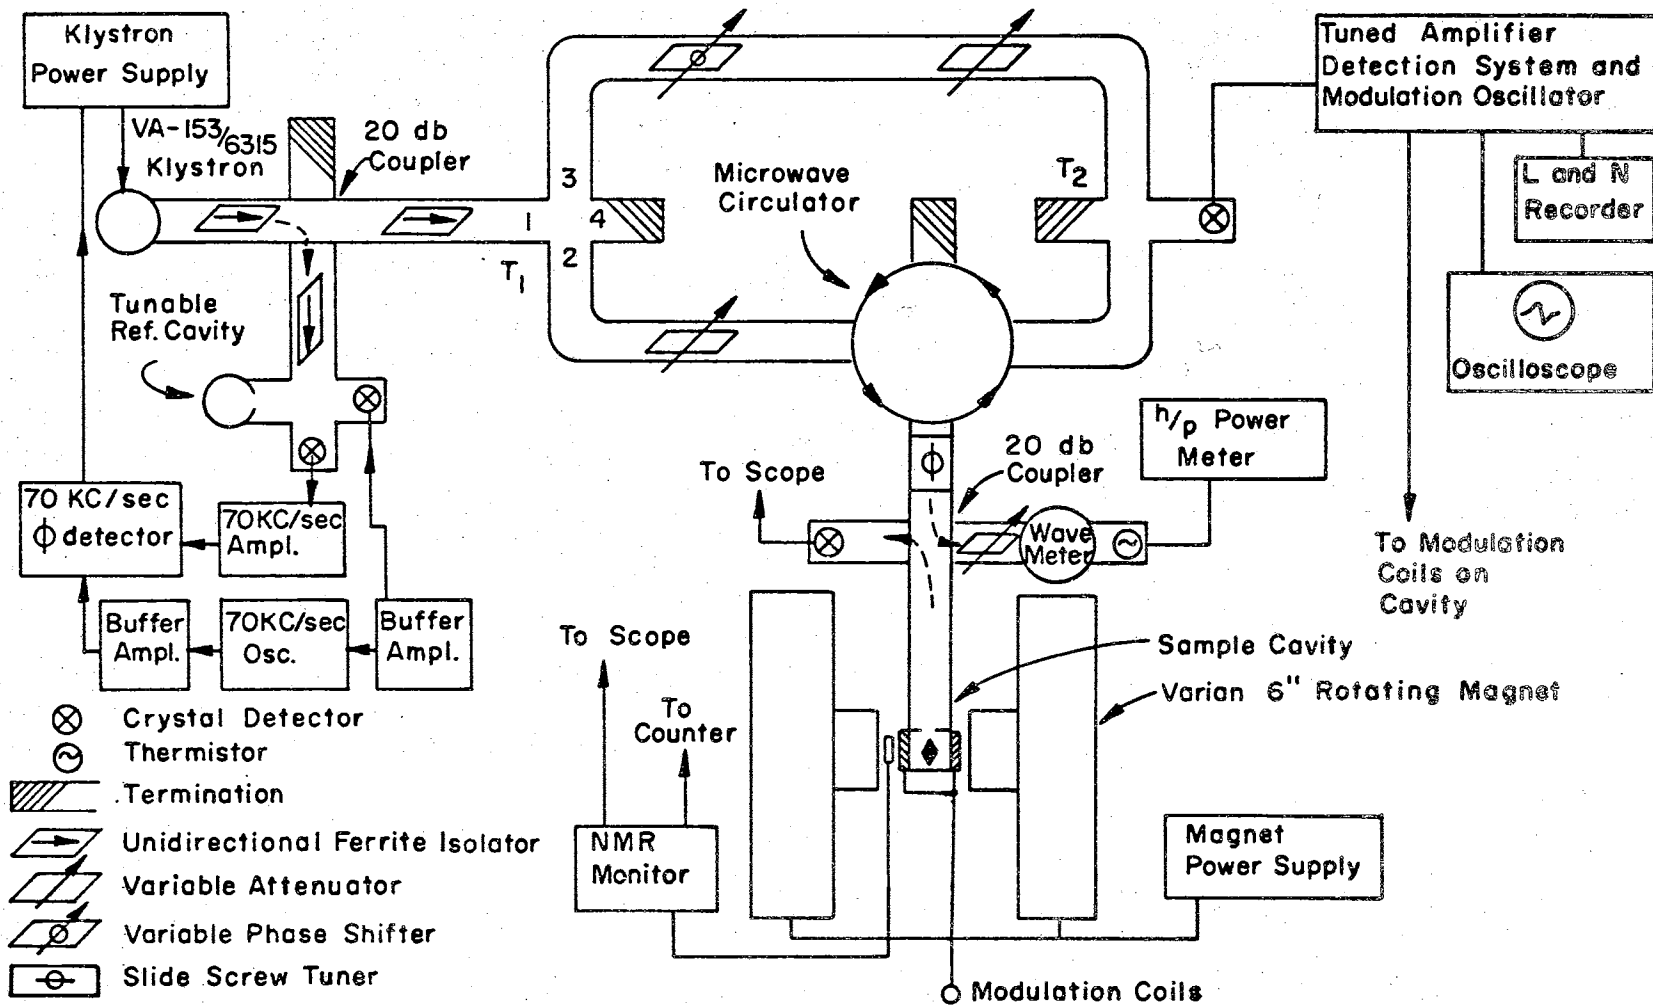 Klystron
Power Supply
VA-153/6315
Klystron
20 db
Coupler
3
1
4
2
T1
Microwave
Circulator
T2
Tuned Amplifier
Detection System and
Modulation Oscillator
L and N
Recorder
Oscilloscope
Tunable
Ref. Cavity
70 KC/sec
ϕ detector
70KC/sec
Ampl.
Buffer
Ampl.
70KC/sec
Osc.
Buffer
Ampl.
To Scope
ϕ
20 db
Coupler
h/p Power
Meter
Wave
Meter
To Modulation
Coils on
Cavity
To Scope
To
Counter
Sample Cavity
Varian 6" Rotating Magnet
NMR
Monitor
Magnet
Power Supply
Modulation Coils
Crystal Detector
Thermistor
Termination
Unidirectional Ferrite Isolator
Variable Attenuator
Variable Phase Shifter
Slide Screw Tuner